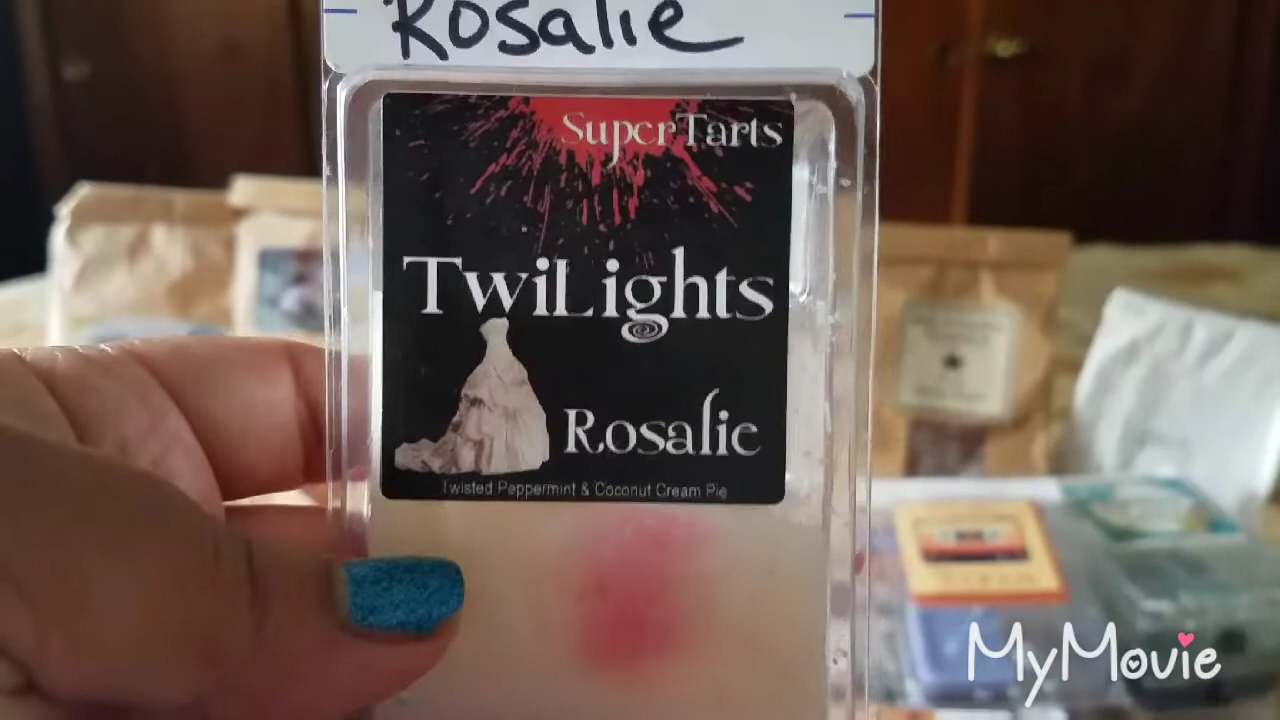 Rosalie
SuperTarts
TwiLights
Rosalie
Twisted Peppermint & Coconut Cream Pie
MyMovie